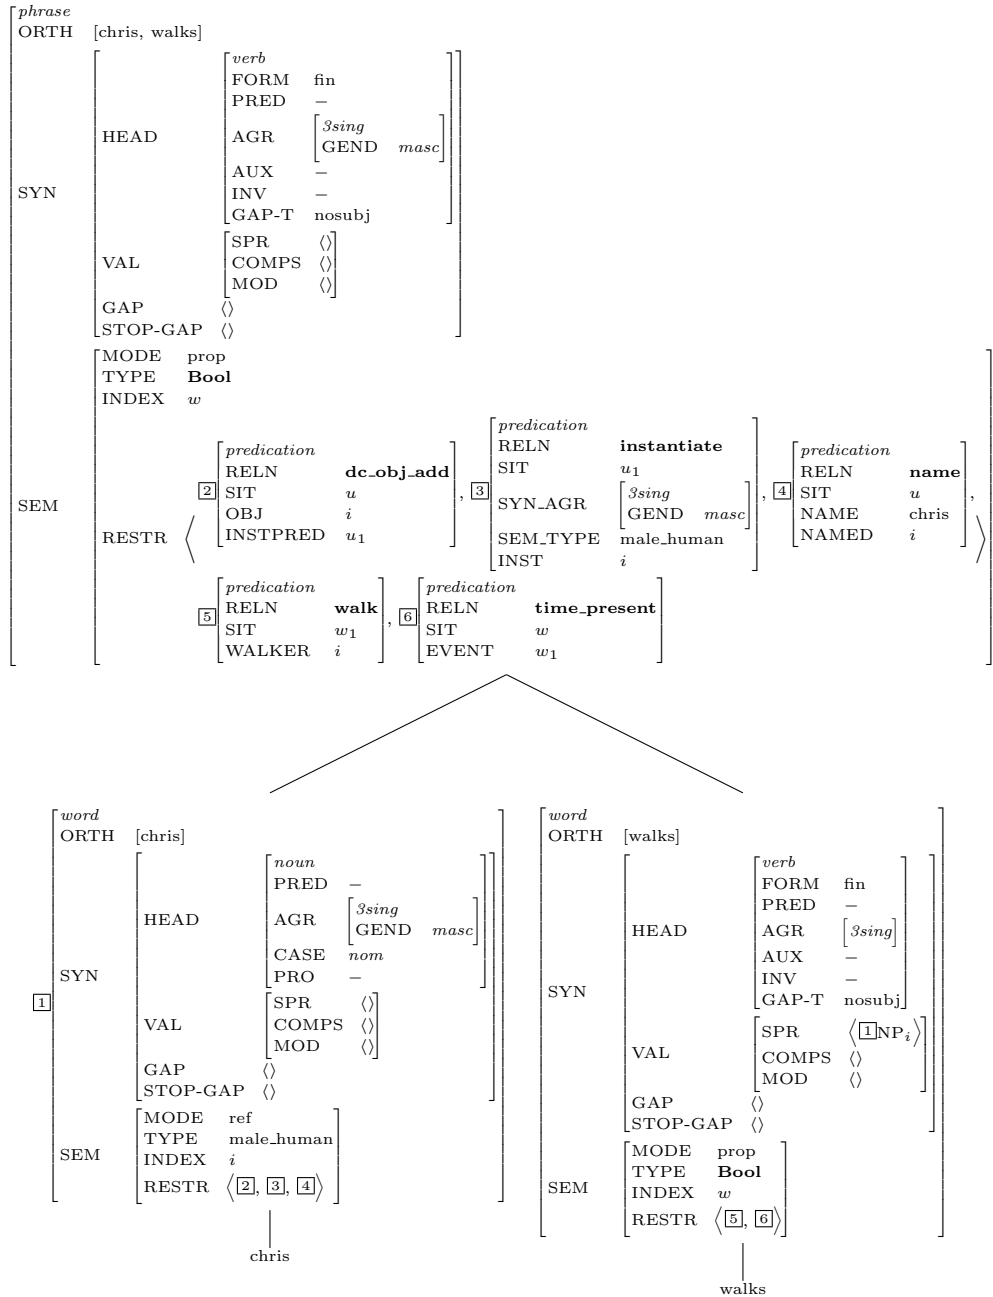 phrase
ORTH [chris, walks]
SYN
HEAD
verb
FORM fin
PRED −
AGR
3sing
GEND masc
AUX −
INV −
GAP-T nosubj
VAL
SPR ⟨⟩
COMPS ⟨⟩
MOD ⟨⟩
GAP ⟨⟩
STOP-GAP ⟨⟩
SEM
MODE prop
TYPE Bool
INDEX w
RESTR ⟨
2
predication
RELN dc_obj_add
SIT u
OBJ i
INSTPRED u1
,
3
predication
RELN instantiate
SIT u1
SYN_AGR
3sing
GEND masc
SEM_TYPE male_human
INST i
,
4
predication
RELN name
SIT u
NAME chris
NAMED i
,
5
predication
RELN walk
SIT w1
WALKER i
,
6
predication
RELN time_present
SIT w
EVENT w1
⟩
1
word
ORTH [chris]
SYN
HEAD
noun
PRED −
AGR
3sing
GEND masc
CASE nom
PRO −
VAL
SPR ⟨⟩
COMPS ⟨⟩
MOD ⟨⟩
GAP ⟨⟩
STOP-GAP ⟨⟩
SEM
MODE ref
TYPE male_human
INDEX i
RESTR ⟨2, 3, 4⟩
chris
word
ORTH [walks]
SYN
HEAD
verb
FORM fin
PRED −
AGR [3sing]
AUX −
INV −
GAP-T nosubj
VAL
SPR ⟨1NPi⟩
COMPS ⟨⟩
MOD ⟨⟩
GAP ⟨⟩
STOP-GAP ⟨⟩
SEM
MODE prop
TYPE Bool
INDEX w
RESTR ⟨5, 6⟩
walks